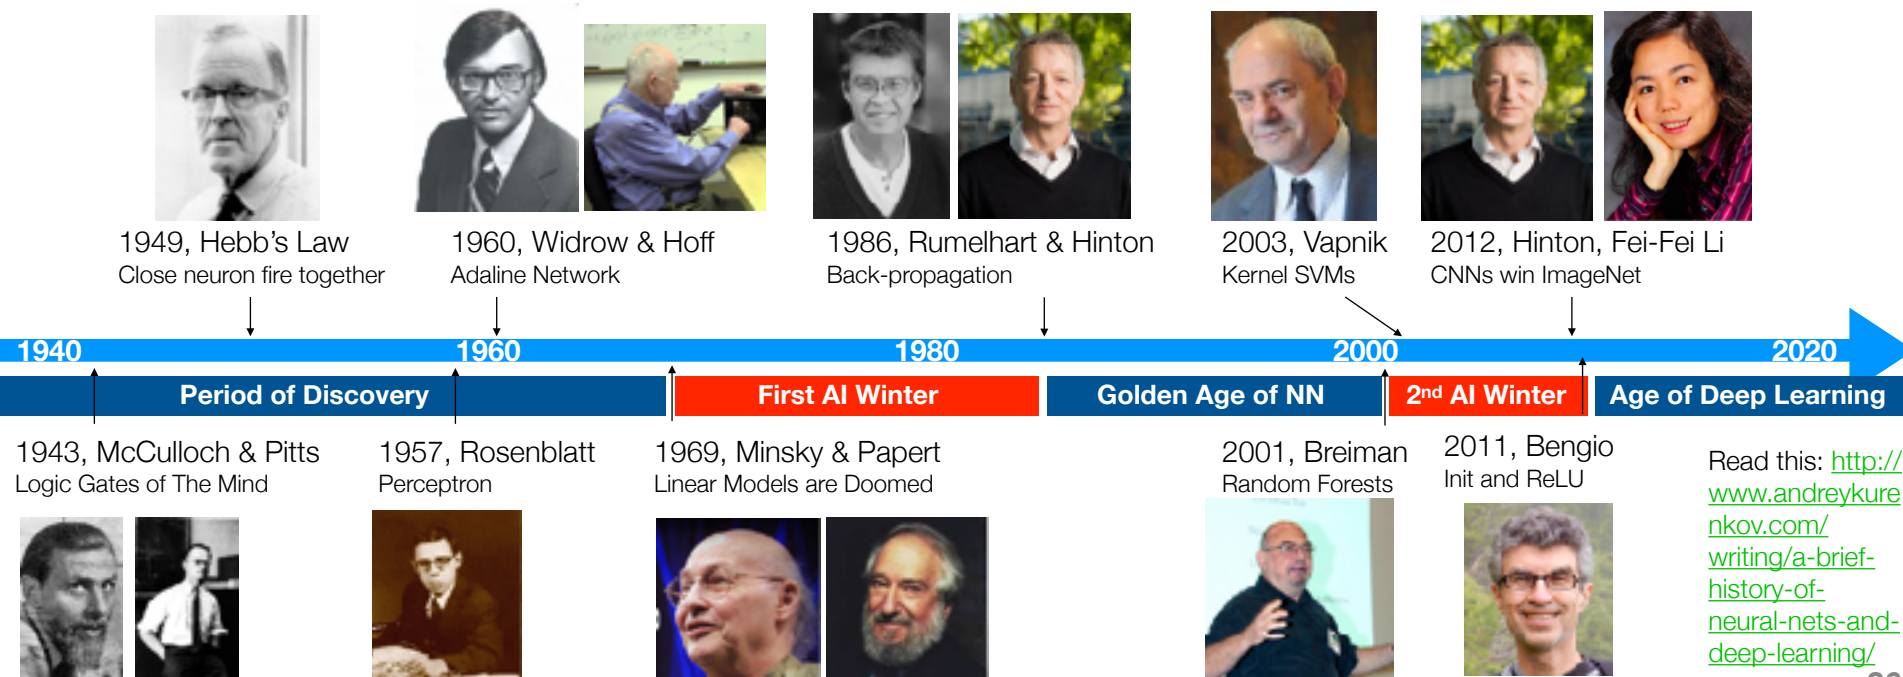 1949, Hebb's Law
Close neuron fire together
1960, Widrow & Hoff
Adaline Network
1986, Rumelhart & Hinton
Back-propagation
2003, Vapnik
Kernel SVMs
2012, Hinton, Fei-Fei Li
CNNs win ImageNet
1940 1960 1980 2000 2020
Period of Discovery First AI Winter Golden Age of NN 2nd AI Winter Age of Deep Learning
1943, McCulloch & Pitts
Logic Gates of The Mind
1957, Rosenblatt
Perceptron
1969, Minsky & Papert
Linear Models are Doomed
2001, Breiman
Random Forests
2011, Bengio
Init and ReLU
Read this: http://
www.andreykure
nkov.com/
writing/a-brief-
history-of-
neural-nets-and-
deep-learning/